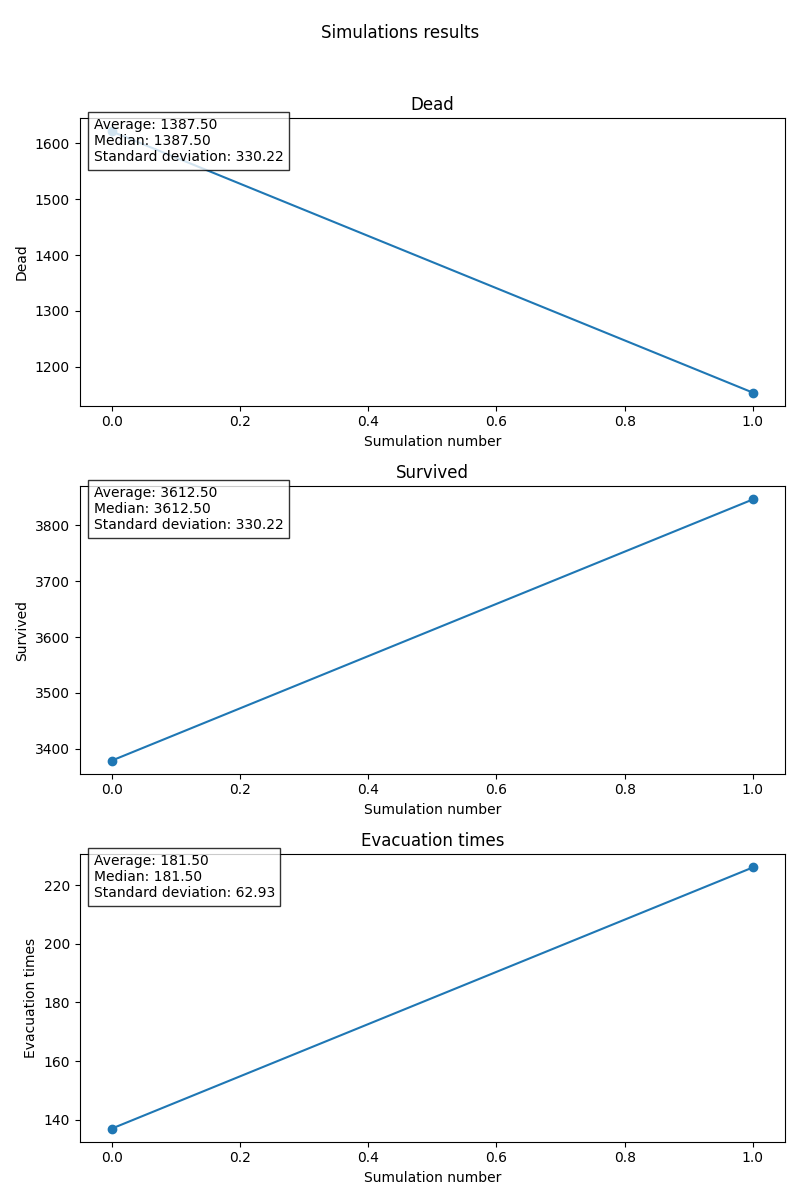 Simulations results
Dead
Average: 1387.50
Median: 1387.50
Standard deviation: 330.22
1600
1500
1400
1300
1200
Dead
0.0 0.2 0.4 0.6 0.8 1.0
Sumulation number
Survived
Average: 3612.50
Median: 3612.50
Standard deviation: 330.22
3800
3700
3600
3500
3400
Survived
0.0 0.2 0.4 0.6 0.8 1.0
Sumulation number
Evacuation times
Average: 181.50
Median: 181.50
Standard deviation: 62.93
220
200
180
160
140
Evacuation times
0.0 0.2 0.4 0.6 0.8 1.0
Sumulation number